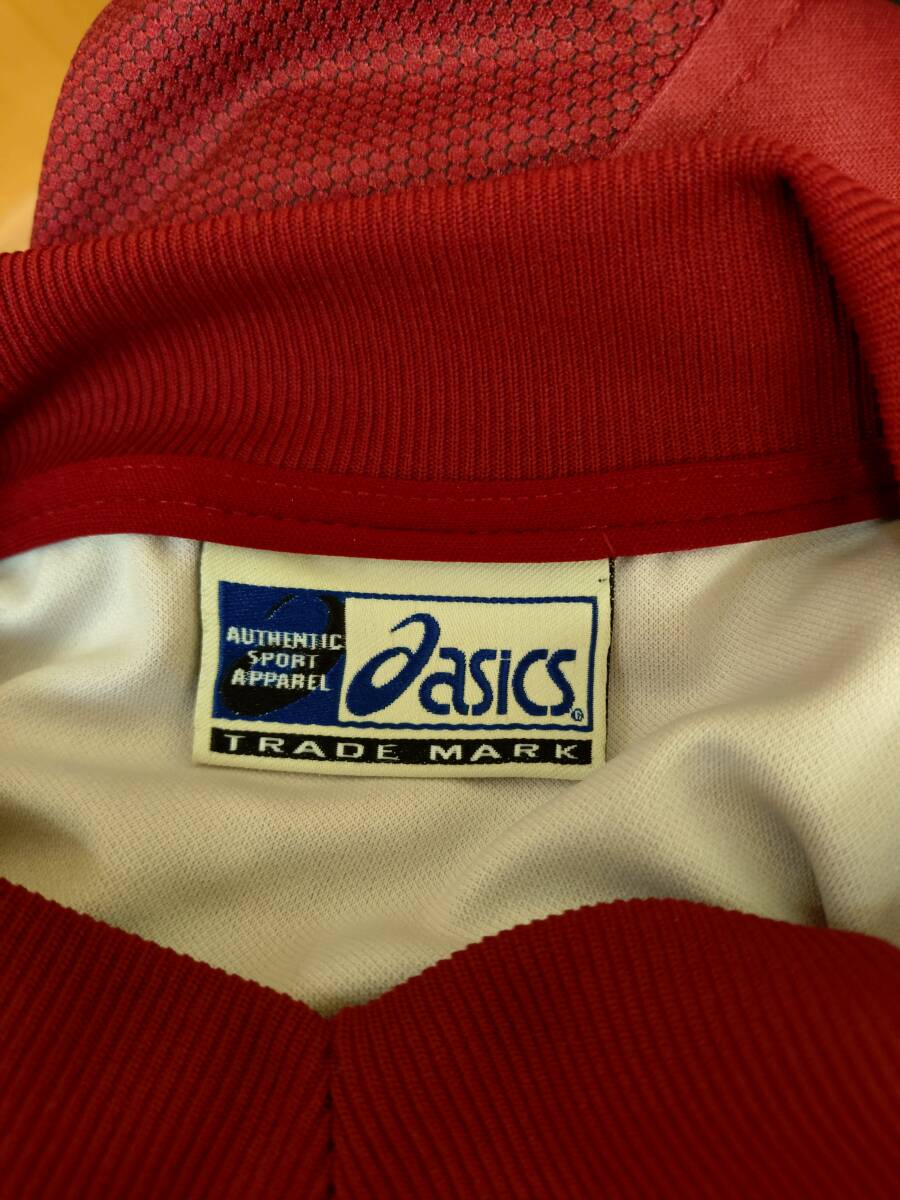 AUTHENTIC
SPORT
APPAREL
asics®
TRADE MARK